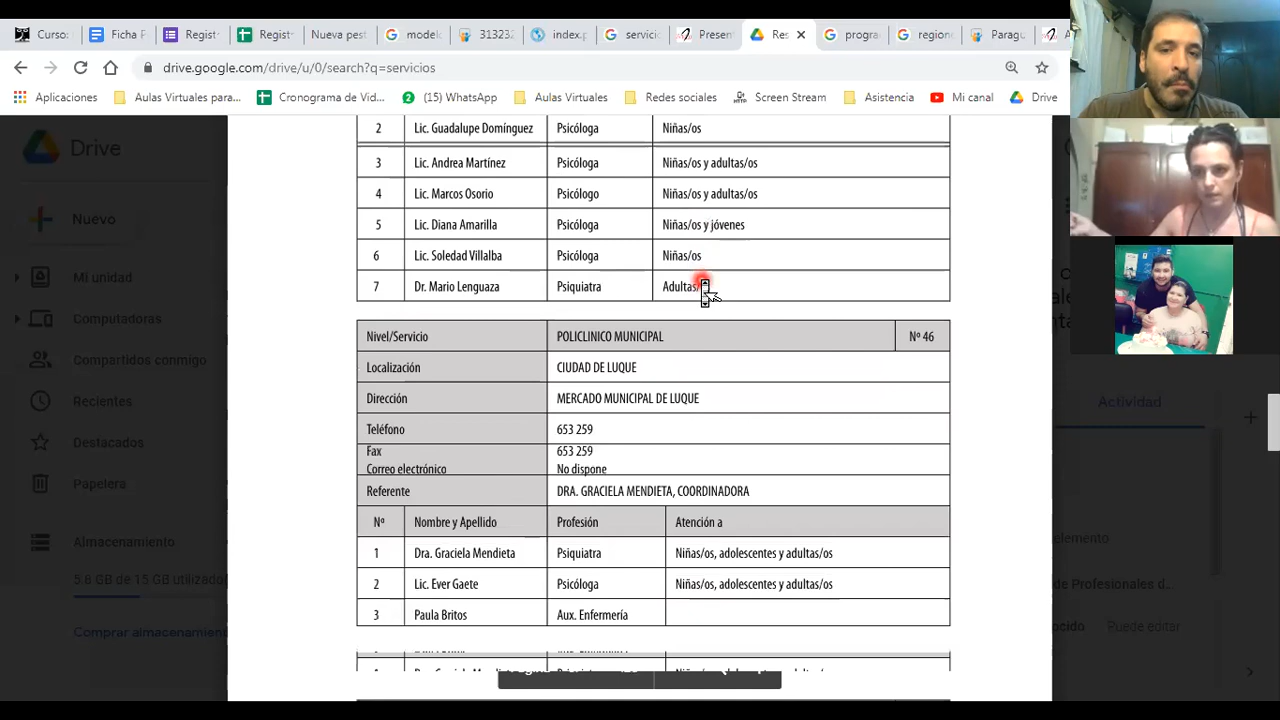 Curso:
Ficha P
Regist
Regist
Nueva pest
model
313232
index.p
servici
Presen
Res
progra
regione
Paragu
drive.google.com/drive/u/0/search?q=servicios
Aplicaciones
Aulas Virtuales para...
Cronograma de Vid...
(15) WhatsApp
Aulas Virtuales
Redes sociales
Screen Stream
Asistencia
Mi canal
Drive
Drive
Nuevo
Mi unidad
Computadoras
Compartidos conmigo
Recientes
Destacados
Papelera
Almacenamiento
5.8 GB de 15 GB utilizado
Comprar almacenamiento
2 Lic. Guadalupe Domínguez Psicóloga Niñas/os
3 Lic. Andrea Martínez Psicóloga Niñas/os y adultas/os
4 Lic. Marcos Osorio Psicólogo Niñas/os y adultas/os
5 Lic. Diana Amarilla Psicóloga Niñas/os y jóvenes
6 Lic. Soledad Villalba Psicóloga Niñas/os
7 Dr. Mario Lenguaza Psiquiatra Adultas/
Nivel/Servicio POLICLINICO MUNICIPAL Nº 46
Localización CIUDAD DE LUQUE
Dirección MERCADO MUNICIPAL DE LUQUE
Teléfono 653 259
Fax 653 259
Correo electrónico No dispone
Referente DRA. GRACIELA MENDIETA, COORDINADORA
Nº Nombre y Apellido Profesión Atención a
1 Dra. Graciela Mendieta Psiquiatra Niñas/os, adolescentes y adultas/os
2 Lic. Ever Gaete Psicóloga Niñas/os, adolescentes y adultas/os
3 Paula Britos Aux. Enfermería
Actividad
elemento
de Profesionales d...
Puede editar